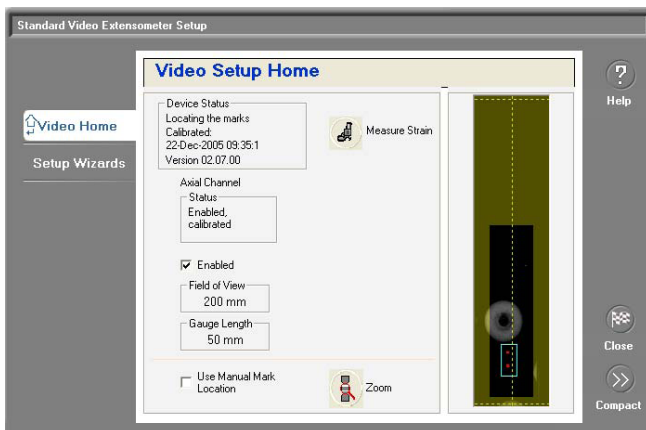 Standard Video Extensometer Setup
Video Setup Home
Help
Video Home
Setup Wizards
Device Status
Locating the marks
Calibrated:
22-Dec-2005 09:35:1
Version 02.07.00
Measure Strain
Axial Channel
Status
Enabled,
calibrated
Enabled
Field of View
200 mm
Gauge Length
50 mm
Use Manual Mark
Location
Zoom
Close
Compact